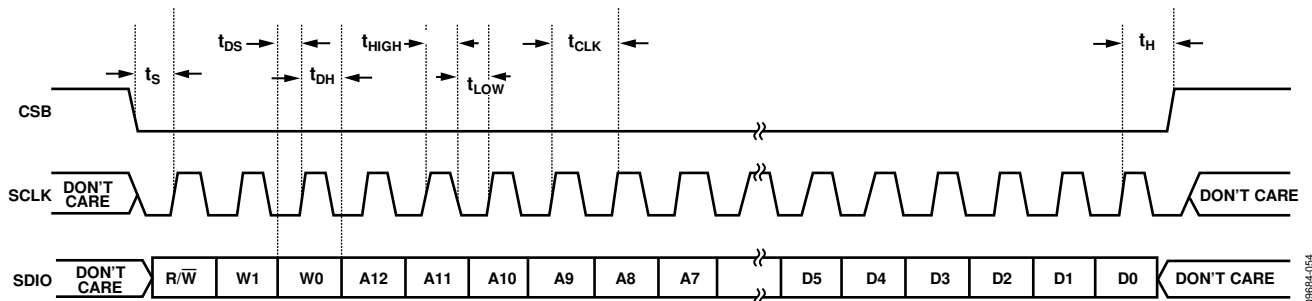 tDS
tHIGH
tCLK
tH
tS
tDH
tLOW
CSB
SCLK
DON'T CARE
DON'T CARE
SDIO
DON'T CARE
R/W̅
W1
W0
A12
A11
A10
A9
A8
A7
D5
D4
D3
D2
D1
D0
DON'T CARE